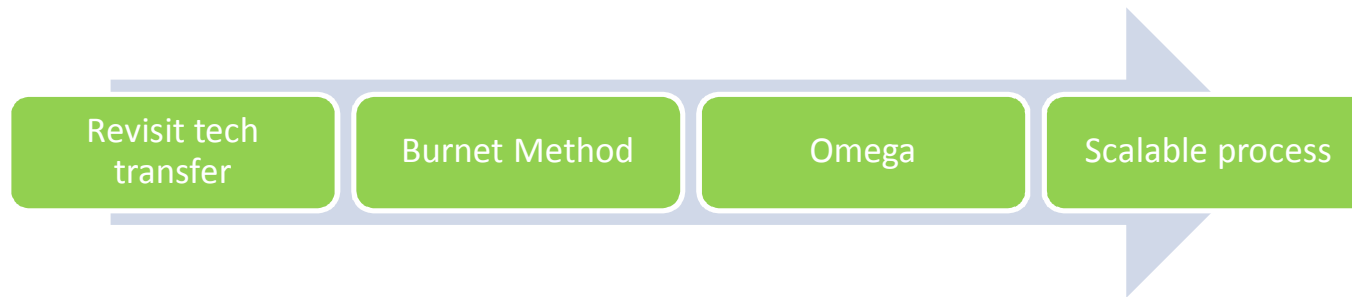 Revisit tech
transfer
Burnet Method
Omega
Scalable process